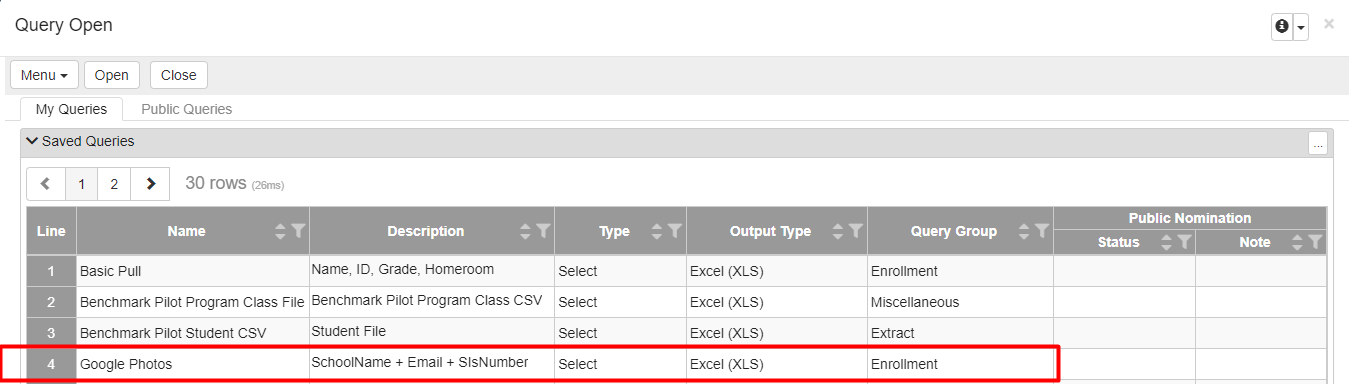 Query Open
×
Menu Open Close
My Queries Public Queries
Saved Queries ...
1 2 30 rows (26ms)
Line Name Description Type Output Type Query Group Public Nomination
Status Note
1 Basic Pull Name, ID, Grade, Homeroom Select Excel (XLS) Enrollment
2 Benchmark Pilot Program Class File Benchmark Pilot Program Class CSV Select Excel (XLS) Miscellaneous
3 Benchmark Pilot Student CSV Student File Select Excel (XLS) Extract
4 Google Photos SchoolName + Email + SIsNumber Select Excel (XLS) Enrollment